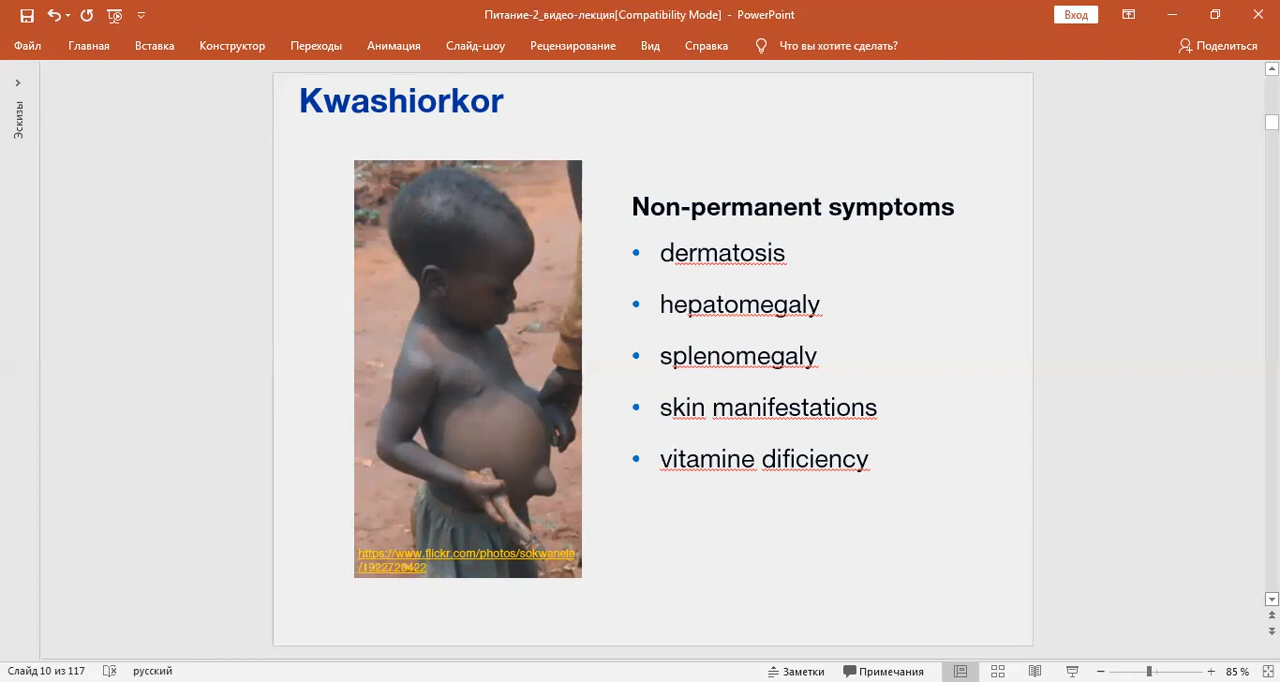 Питание-2_видео-лекция[Compatibility Mode] - PowerPoint
Вход
Файл Главная Вставка Конструктор Переходы Анимация Слайд-шоу Рецензирование Вид Справка Что вы хотите сделать? Поделиться
Эскизы
Kwashiorkor
Non-permanent symptoms
• dermatosis
• hepatomegaly
• splenomegaly
• skin manifestations
• vitamine dificiency
https://www.flickr.com/photos/sokwanele
/1922728422
Слайд 10 из 117 русский Заметки Примечания 85 %